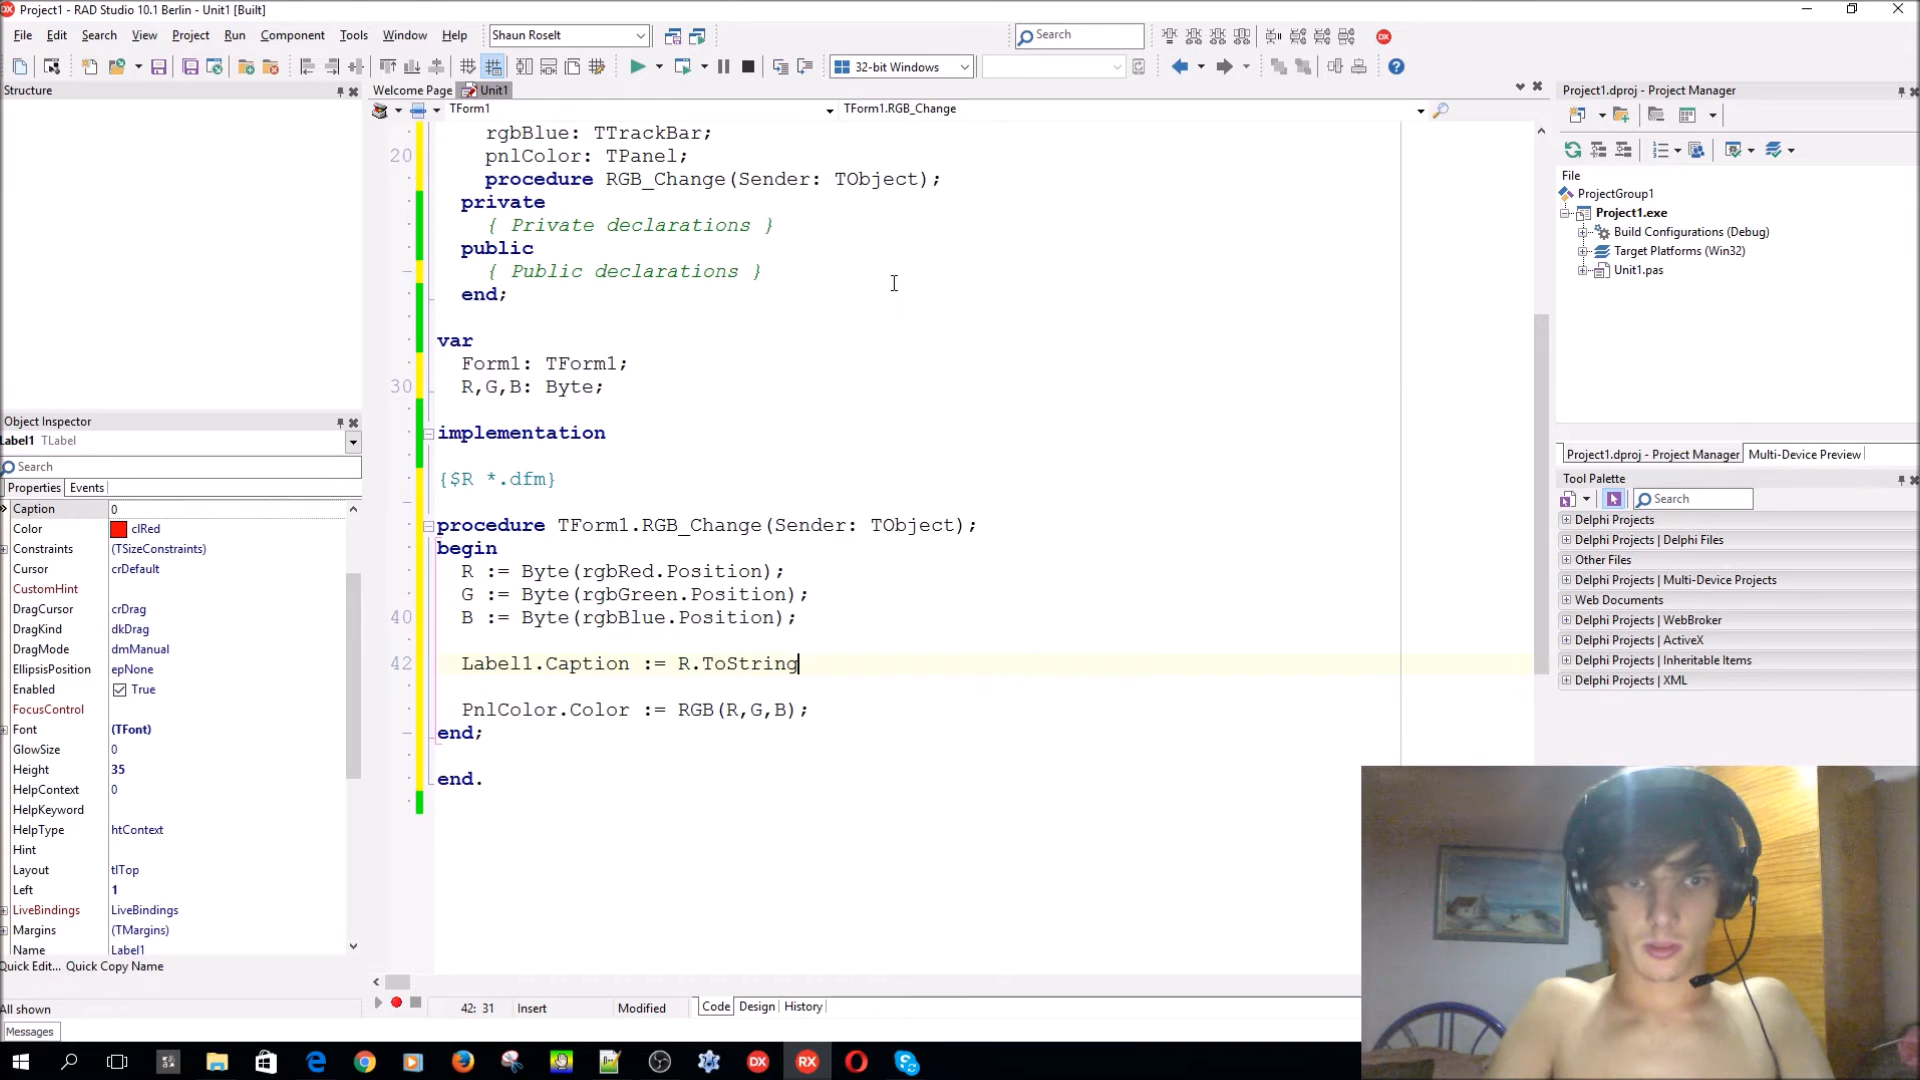 Project1 - RAD Studio 10.1 Berlin - Unit1 [Built]
File Edit Search View Project Run Component Tools Window Help Shaun Roselt Search
32-bit Windows
Structure
Welcome Page Unit1
TForm1 TForm1.RGB_Change
rgbBlue: TTrackBar;
20 pnlColor: TPanel;
procedure RGB_Change(Sender: TObject);
private
{ Private declarations }
public
{ Public declarations }
end;
var
Form1: TForm1;
30 R,G,B: Byte;
implementation
{$R *.dfm}
procedure TForm1.RGB_Change(Sender: TObject);
begin
R := Byte(rgbRed.Position);
G := Byte(rgbGreen.Position);
40 B := Byte(rgbBlue.Position);
42 Label1.Caption := R.ToString
PnlColor.Color := RGB(R,G,B);
end;
end.
Object Inspector
Label1 TLabel
Search
Properties Events
Caption 0
Color clRed
Constraints (TSizeConstraints)
Cursor crDefault
CustomHint
DragCursor crDrag
DragKind dkDrag
DragMode dmManual
EllipsisPosition epNone
Enabled True
FocusControl
Font (TFont)
GlowSize 0
Height 35
HelpContext 0
HelpKeyword
HelpType htContext
Hint
Layout tlTop
Left 1
LiveBindings LiveBindings
Margins (TMargins)
Name Label1
Quick Edit... Quick Copy Name
All shown
Messages
42: 31 Insert Modified Code Design History
Project1.dproj - Project Manager
File
ProjectGroup1
Project1.exe
Build Configurations (Debug)
Target Platforms (Win32)
Unit1.pas
Project1.dproj - Project Manager Multi-Device Preview
Tool Palette
Search
Delphi Projects
Delphi Projects | Delphi Files
Other Files
Delphi Projects | Multi-Device Projects
Web Documents
Delphi Projects | WebBroker
Delphi Projects | ActiveX
Delphi Projects | Inheritable Items
Delphi Projects | XML
DX RX